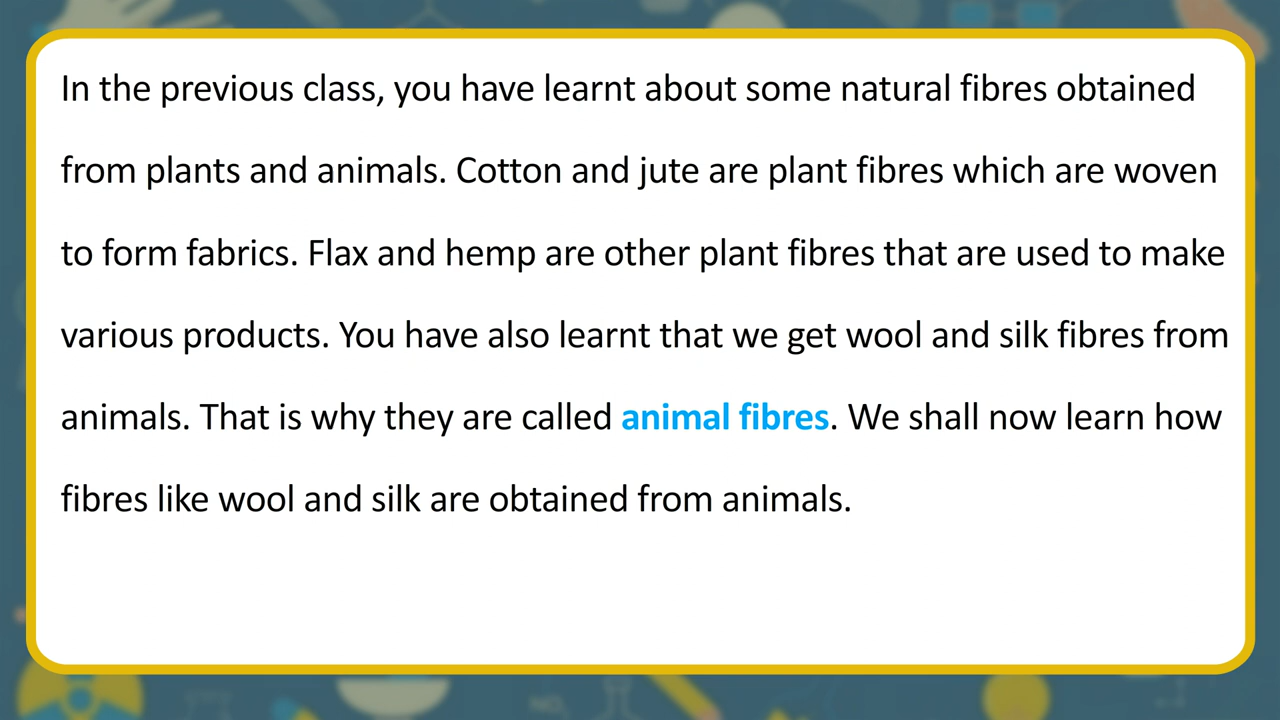 In the previous class, you have learnt about some natural fibres obtained
from plants and animals. Cotton and jute are plant fibres which are woven
to form fabrics. Flax and hemp are other plant fibres that are used to make
various products. You have also learnt that we get wool and silk fibres from
animals. That is why they are called animal fibres. We shall now learn how
fibres like wool and silk are obtained from animals.